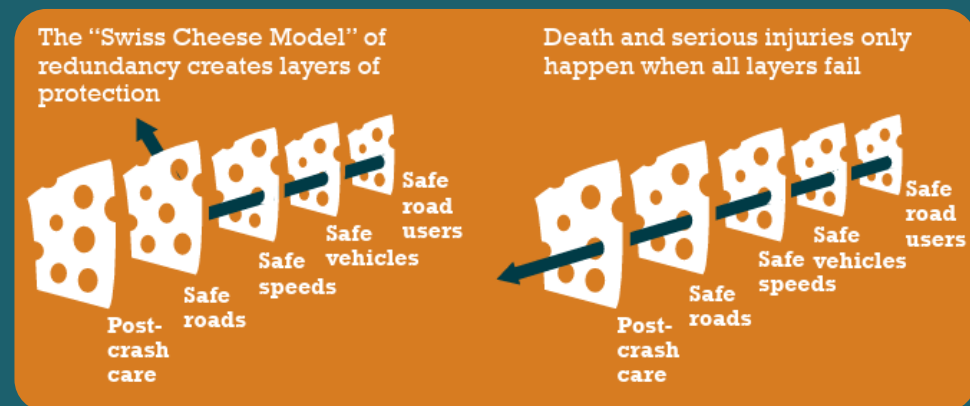 The “Swiss Cheese Model” of
redundancy creates layers of
protection
Safe
road
users
Safe
vehicles
Safe
speeds
Safe
roads
Post-
crash
care
Death and serious injuries only
happen when all layers fail
Safe
road
users
Safe
vehicles
Safe
speeds
Safe
roads
Post-
crash
care